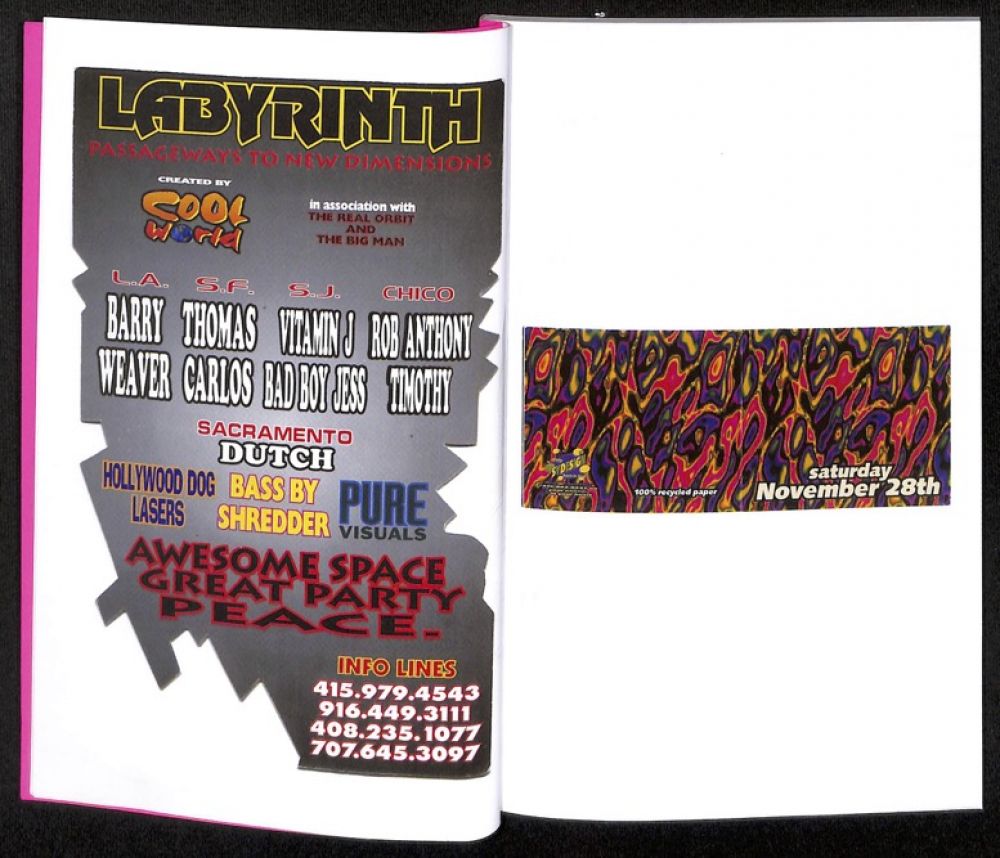 LABYRINTH
PASSAGEWAYS TO NEW DIMENSIONS
CREATED BY
COOL
World
in association with
THE REAL ORBIT
AND
THE BIG MAN
L.A.
BARRY
WEAVER
S.F.
THOMAS
CARLOS
S.J.
VITAMIN J
BAD BOY JESS
CHICO
ROB ANTHONY
TIMOTHY
SACRAMENTO
DUTCH
HOLLYWOOD DOG
LASERS
BASS BY
SHREDDER
PURE
VISUALS
AWESOME SPACE
GREAT PARTY
PEACE.
INFO LINES
415.979.4543
916.449.3111
408.235.1077
707.645.3097
100% recycled paper
saturday
November 28th